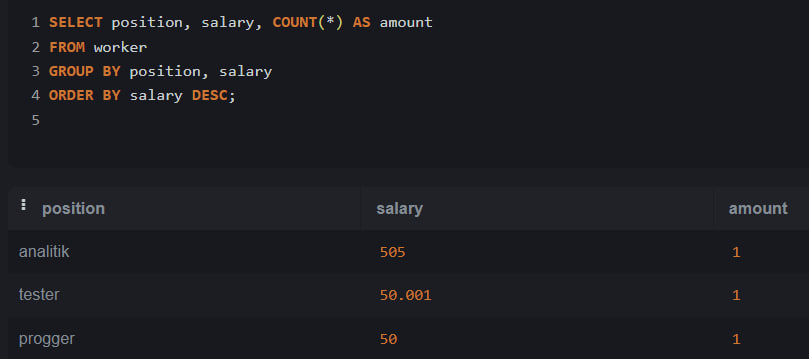 1 SELECT position, salary, COUNT(*) AS amount
2 FROM worker
3 GROUP BY position, salary
4 ORDER BY salary DESC;
5
position salary amount
analitik 505 1
tester 50.001 1
progger 50 1